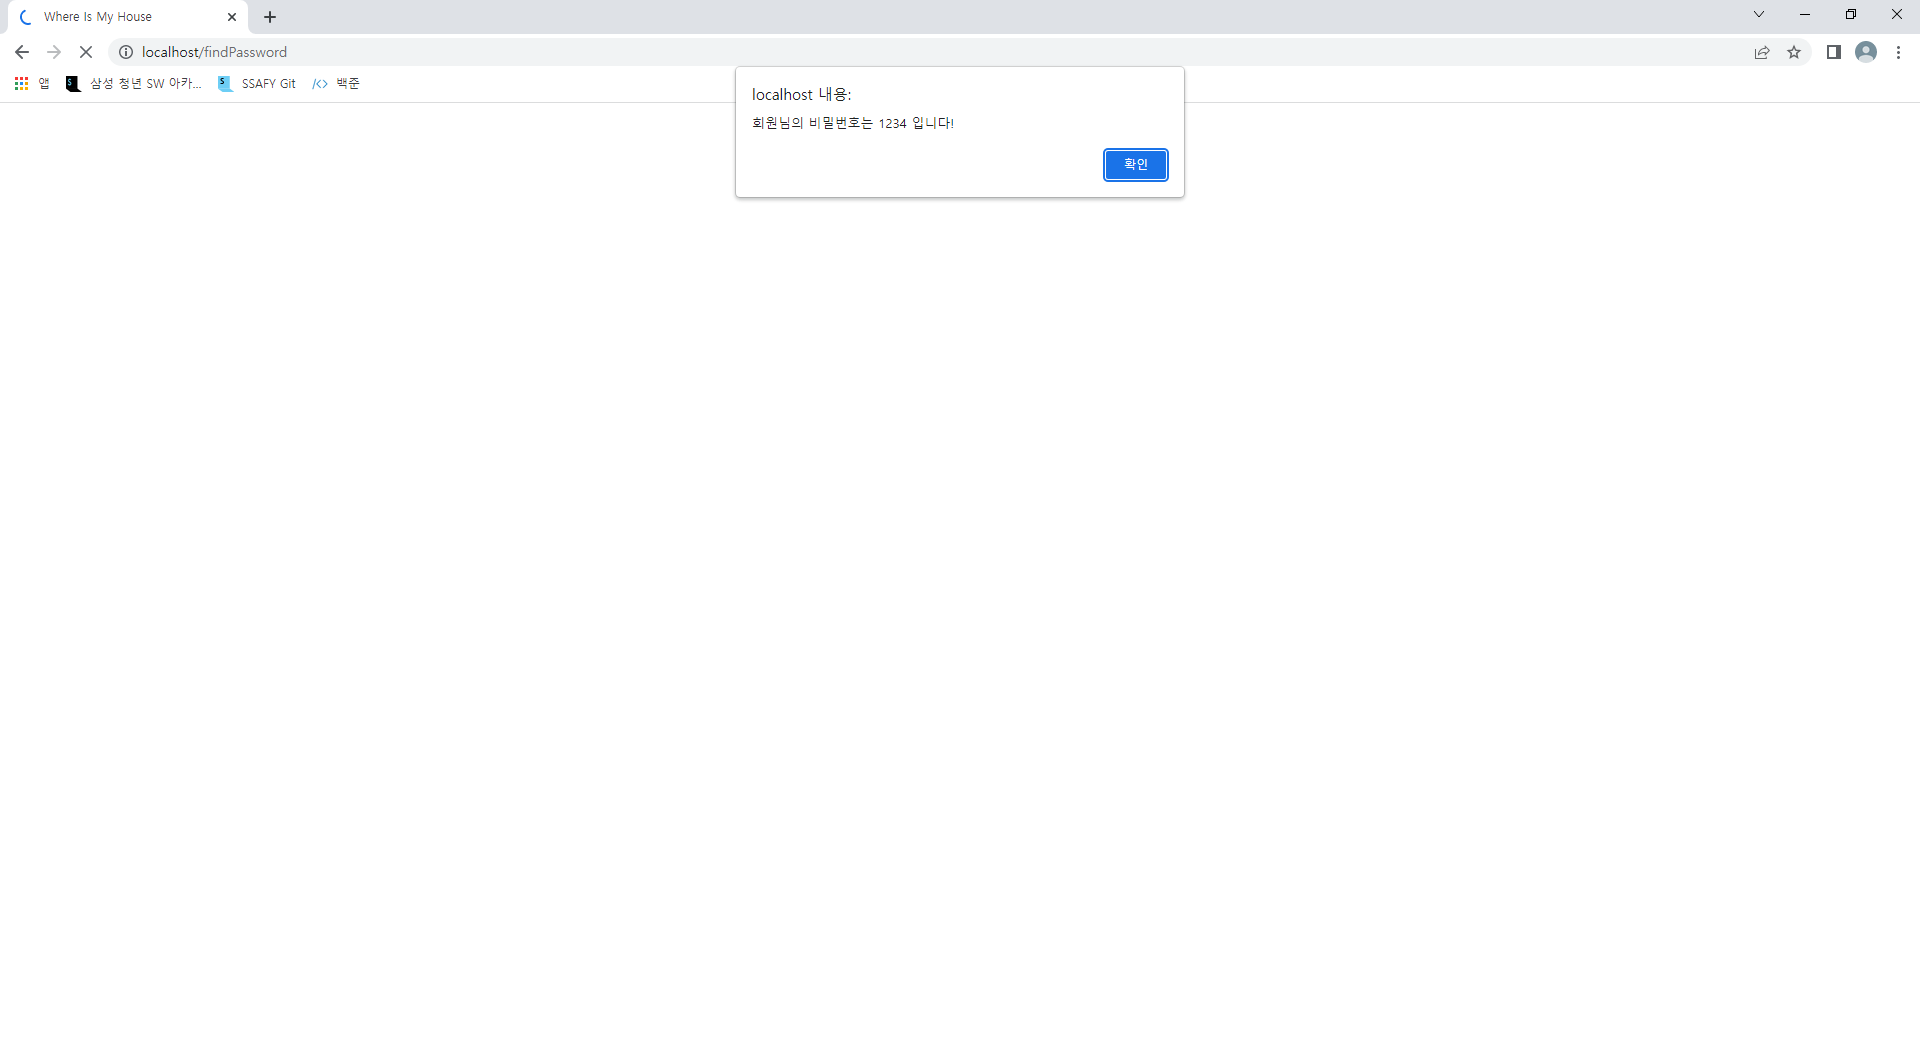 Where Is My House
localhost/findPassword
앱
삼성 청년 SW 아카...
SSAFY Git
백준
localhost 내용:
회원님의 비밀번호는 1234 입니다!
확인